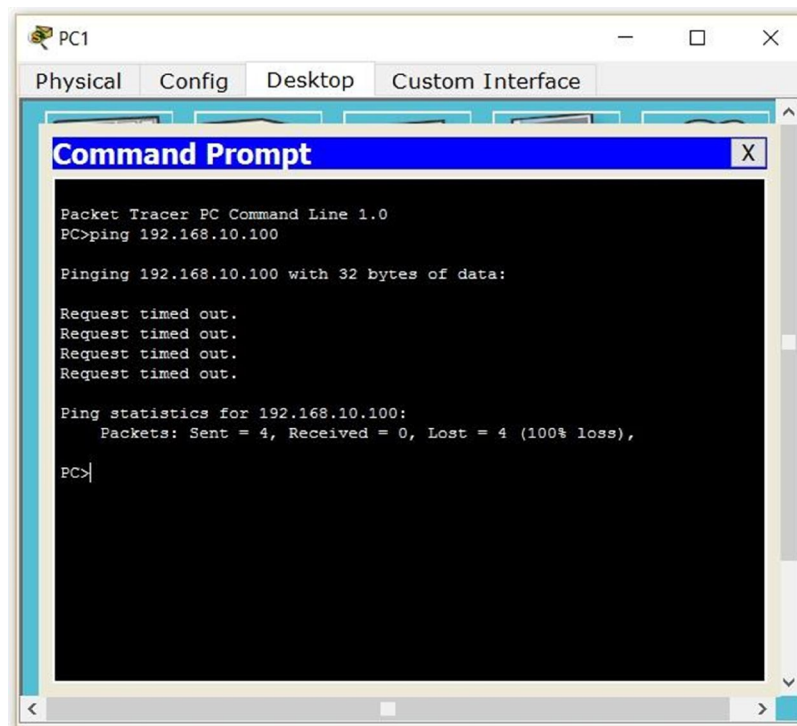 PC1
Physical Config Desktop Custom Interface
Command Prompt X
Packet Tracer PC Command Line 1.0
PC>ping 192.168.10.100
Pinging 192.168.10.100 with 32 bytes of data:
Request timed out.
Request timed out.
Request timed out.
Request timed out.
Ping statistics for 192.168.10.100:
Packets: Sent = 4, Received = 0, Lost = 4 (100% loss),
PC>